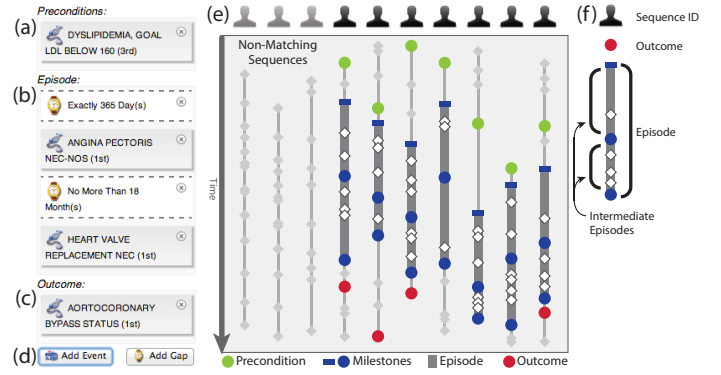 Preconditions:
(a)
DYSLIPIDEMIA, GOAL
LDL BELOW 160 (3rd)
Episode:
(b)
Exactly 365 Day(s)
ANGINA PECTORIS
NEC-NOS (1st)
No More Than 18
Month(s)
HEART VALVE
REPLACEMENT NEC (1st)
Outcome:
(c)
AORTOCORONARY
BYPASS STATUS (1st)
(d)
Add Event
Add Gap
(e)
Non-Matching
Sequences
Time
Precondition
Milestones
Episode
Outcome
(f)
Sequence ID
Outcome
Episode
Intermediate
Episodes